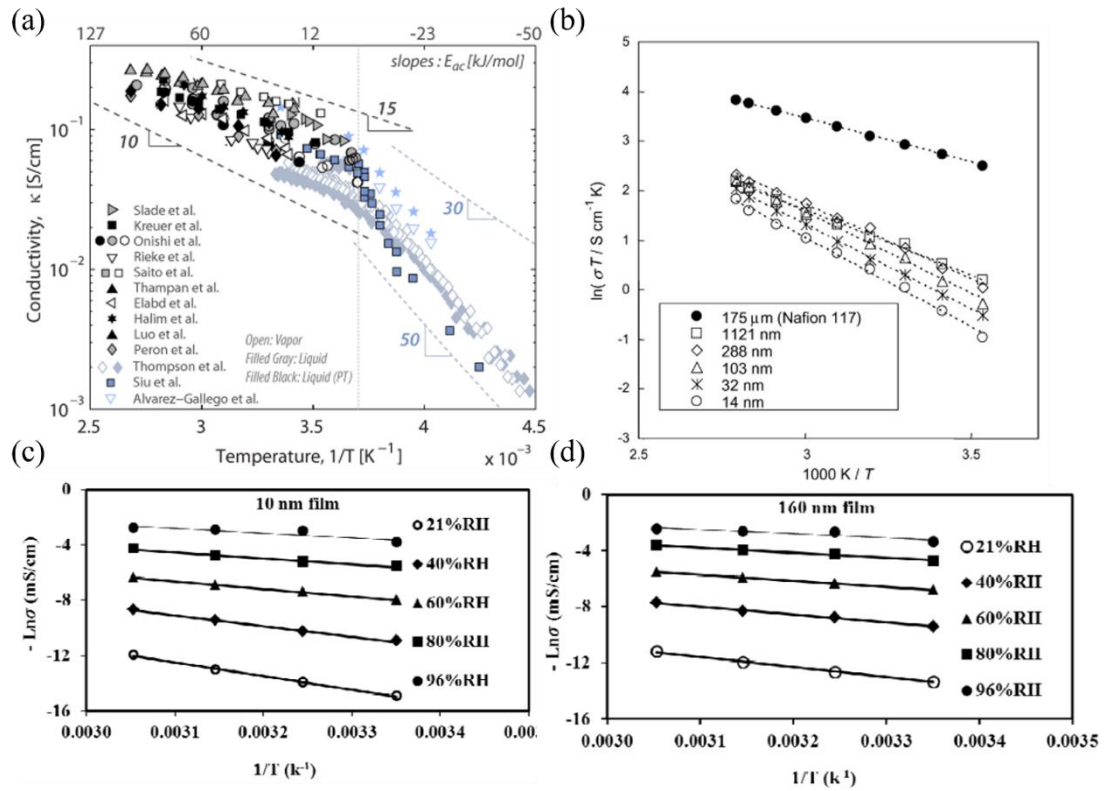 (a)
127 60 12 -23 -50
slopes : Eac [kJ/mol]
15
10
30
50
Conductivity, κ [S/cm]
10⁻¹
10⁻²
10⁻³
Slade et al.
Kreuer et al.
Onishi et al.
Rieke et al.
Saito et al.
Thampan et al.
Elabd et al.
Halim et al.
Luo et al.
Peron et al.
Thompson et al.
Siu et al.
Alvarez-Gallego et al.
Open: Vapor
Filled Gray: Liquid
Filled Black: Liquid (PT)
2.5 3 3.5 4 4.5
Temperature, 1/T [K⁻¹] x 10⁻³
(b)
5
4
3
2
1
0
-1
-2
-3
ln(σT / S cm⁻¹ K)
175 μm (Nafion 117)
1121 nm
288 nm
103 nm
32 nm
14 nm
2.5 3 3.5
1000 K / T
(c)
10 nm film
0
-4
-8
-12
-16
- Lnσ (mS/cm)
21%RII
40%RH
60%RH
80%RII
96%RH
0.0030 0.0031 0.0032 0.0033 0.0034
1/T (k⁻¹)
(d)
160 nm film
0
-4
-8
-12
-16
- Lnσ (mS/cm)
21%RH
40%RII
60%RII
80%RII
96%RII
0.0030 0.0031 0.0032 0.0033 0.0034 0.0035
1/T (k⁻¹)